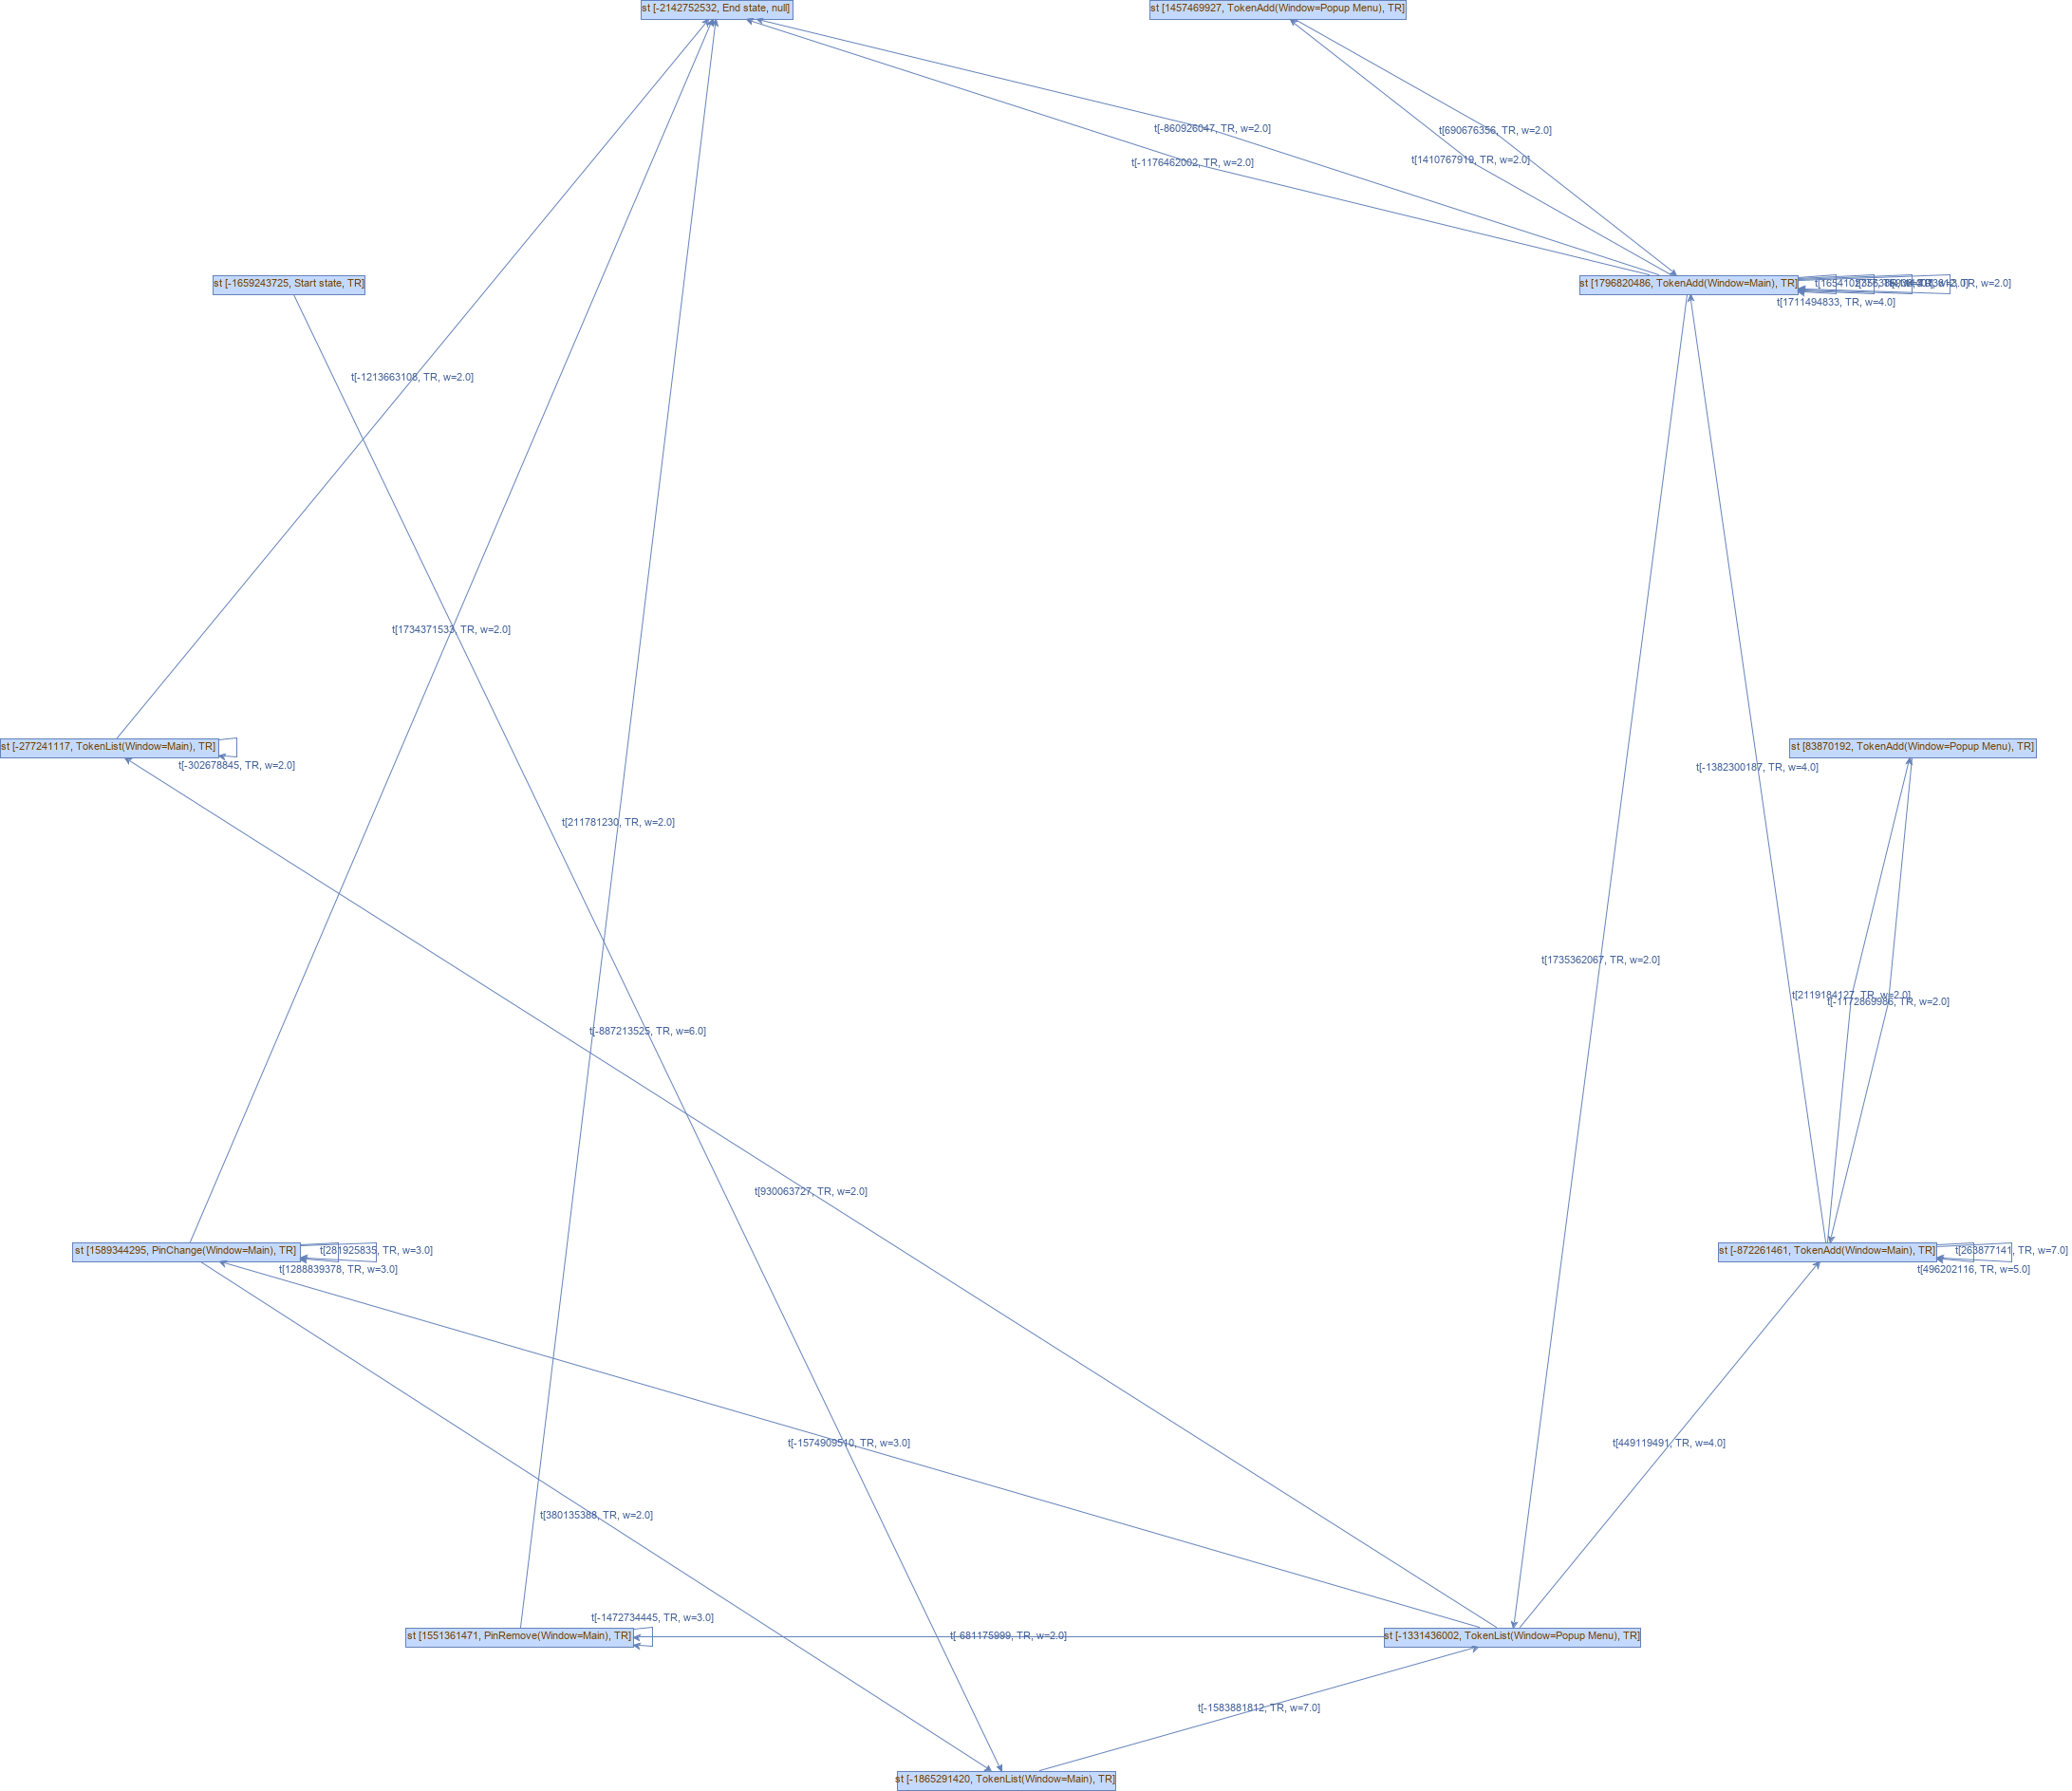 st [-2142752532, End state, null]
st [1457469927, TokenAdd(Window=Popup Menu), TR]
t[-860926047, TR, w=2.0]
t[690676356, TR, w=2.0]
t[-1176462002, TR, w=2.0]
t[1410767919, TR, w=2.0]
st [-1659243725, Start state, TR]
st [1796820486, TokenAdd(Window=Main), TR]
TR, w=2.0]
t[1711494833, TR, w=4.0]
t[-1213663108, TR, w=2.0]
t[1734371533, TR, w=2.0]
st [-277241117, TokenList(Window=Main), TR]
st [83870192, TokenAdd(Window=Popup Menu), TR]
t[-302678845, TR, w=2.0]
t[-1382300187, TR, w=4.0]
t[211781230, TR, w=2.0]
t[1735362067, TR, w=2.0]
t[2119184127, TR, w=2.0]
t[-1172869986, TR, w=2.0]
t[-887213525, TR, w=6.0]
t[930063727, TR, w=2.0]
st [1589344295, PinChange(Window=Main), TR]
t[281925835, TR, w=3.0]
st [-872261461, TokenAdd(Window=Main), TR]
t[263877141, TR, w=7.0]
t[1288839378, TR, w=3.0]
t[496202116, TR, w=5.0]
t[-1574909510, TR, w=3.0]
t[449119491, TR, w=4.0]
t[380135388, TR, w=2.0]
t[-1472734445, TR, w=3.0]
st [1551361471, PinRemove(Window=Main), TR]
t[-681175999, TR, w=2.0]
st [-1331436002, TokenList(Window=Popup Menu), TR]
t[-1583881812, TR, w=7.0]
st [-1865291420, TokenList(Window=Main), TR]